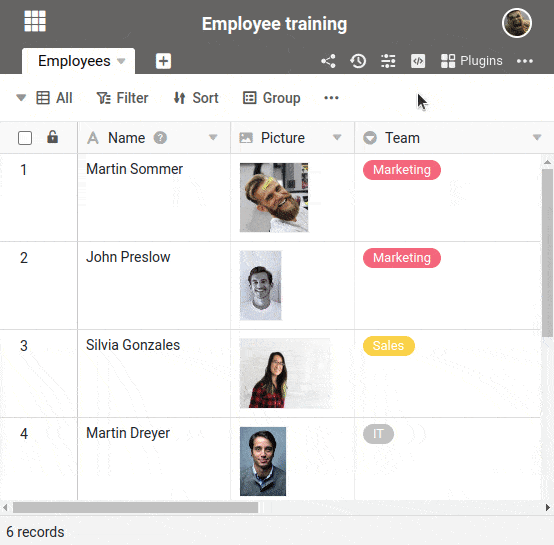 Employee training
Employees
Plugins
All Filter Sort Group
Name Picture Team
1 Martin Sommer Marketing
2 John Preslow Marketing
3 Silvia Gonzales Sales
4 Martin Dreyer IT
6 records